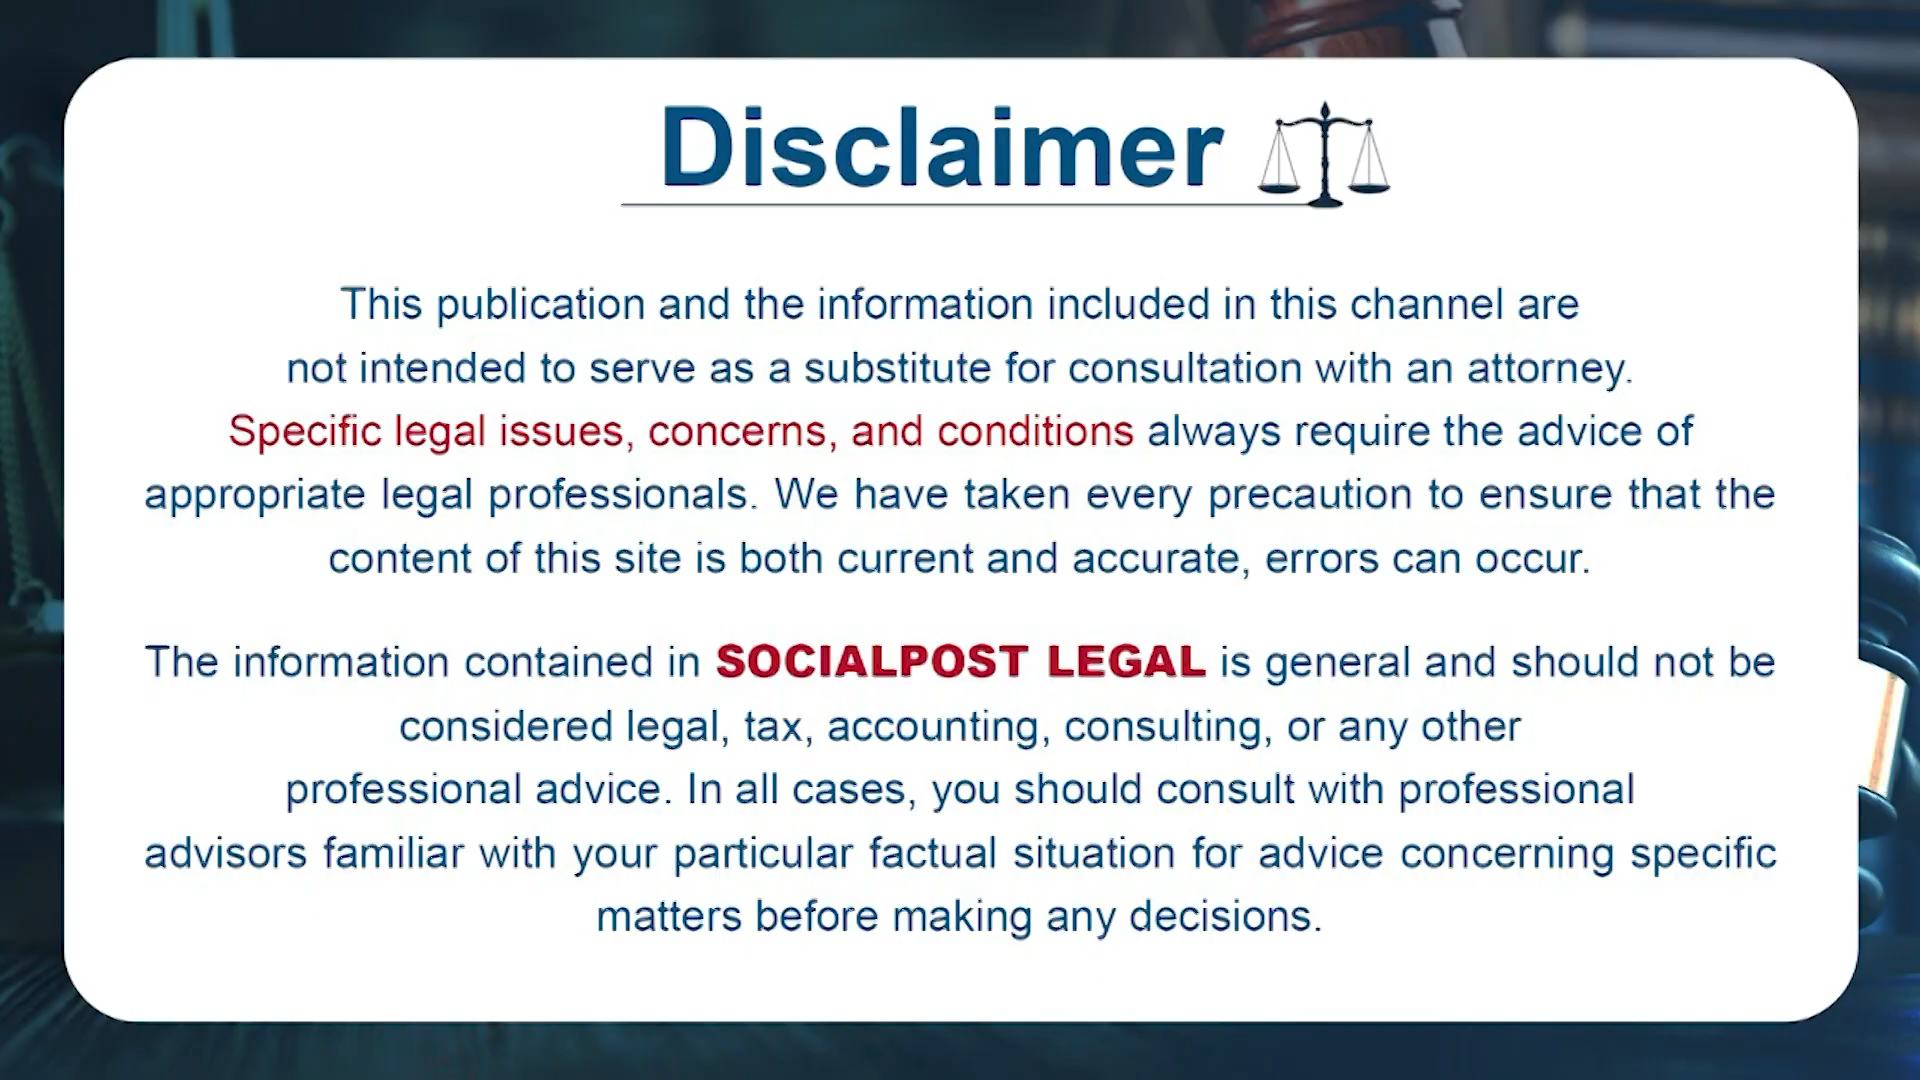 Disclaimer
This publication and the information included in this channel are
not intended to serve as a substitute for consultation with an attorney.
Specific legal issues, concerns, and conditions always require the advice of
appropriate legal professionals. We have taken every precaution to ensure that the
content of this site is both current and accurate, errors can occur.
The information contained in SOCIALPOST LEGAL is general and should not be
considered legal, tax, accounting, consulting, or any other
professional advice. In all cases, you should consult with professional
advisors familiar with your particular factual situation for advice concerning specific
matters before making any decisions.